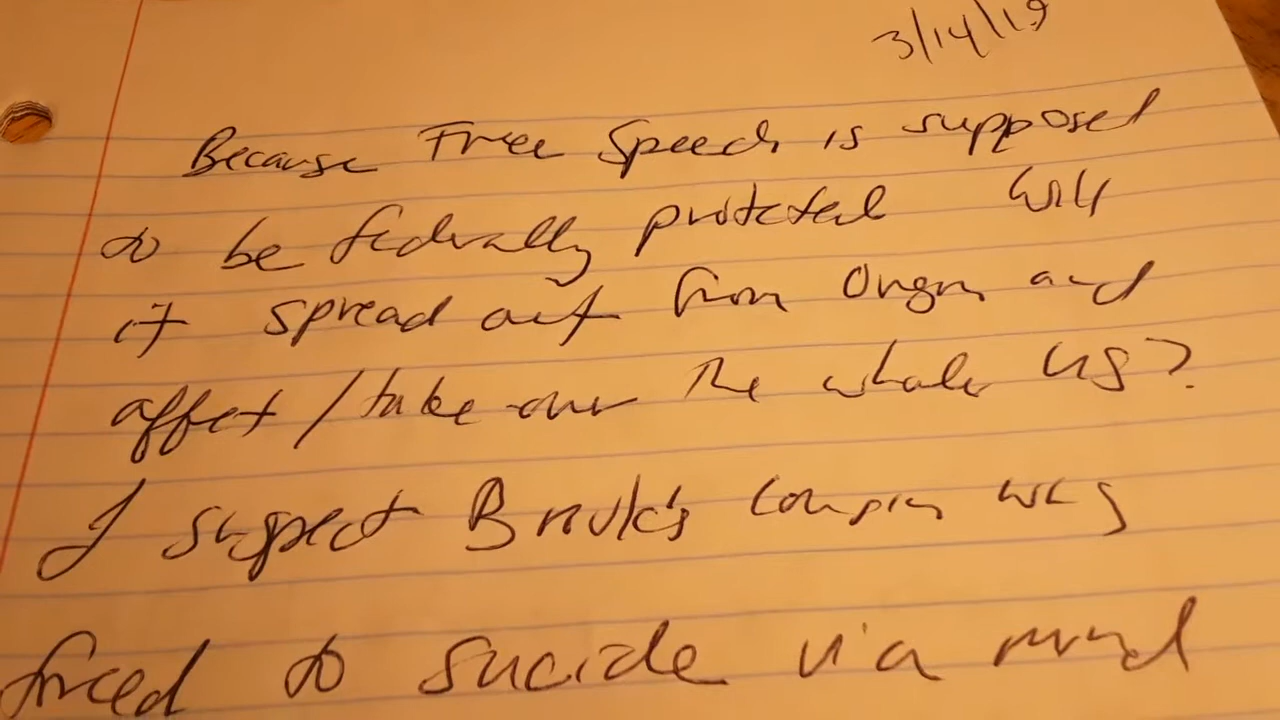 3/14/19
Because Free Speech is supposed
to be federally protected will
it spread out from Oregon and
affect / take over the whole US?
I suspect was
forced to suicide via mind